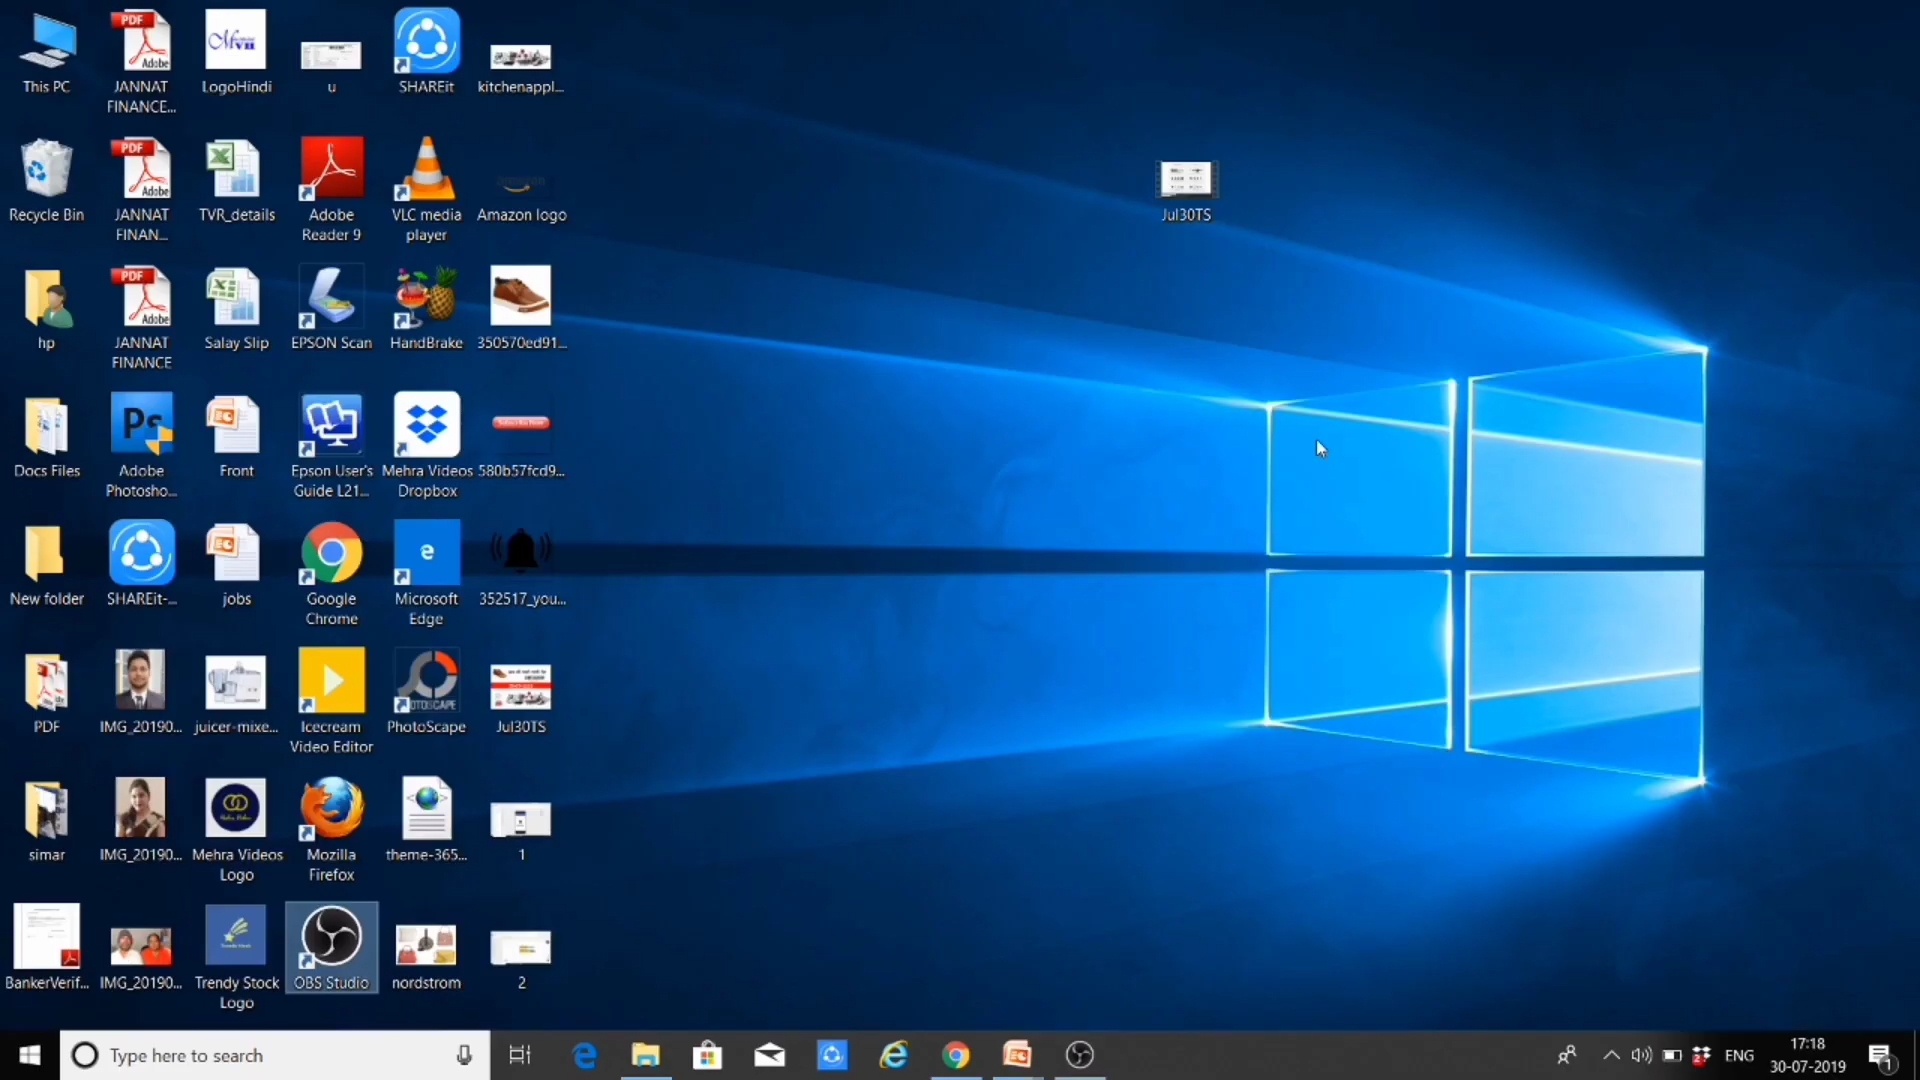 This PC
JANNAT
FINANCE...
LogoHindi
u
SHAREit
kitchenappl...
Recycle Bin
JANNAT
FINAN...
TVR_details
Adobe
Reader 9
VLC media
player
Amazon logo
Jul30TS
hp
JANNAT
FINANCE
Salay Slip
EPSON Scan
HandBrake
350570ed91...
Docs Files
Adobe
Photosho...
Front
Epson User's
Guide L21...
Mehra Videos
Dropbox
580b57fcd9...
New folder
SHAREit-...
jobs
Google
Chrome
Microsoft
Edge
352517_you...
PDF
IMG_20190...
juicer-mixe...
Icecream
Video Editor
PhotoScape
Jul30TS
simar
IMG_20190...
Mehra Videos
Logo
Mozilla
Firefox
theme-365...
1
BankerVerif...
IMG_20190...
Trendy Stock
Logo
OBS Studio
nordstrom
2
Type here to search
ENG
17:18
30-07-2019
1